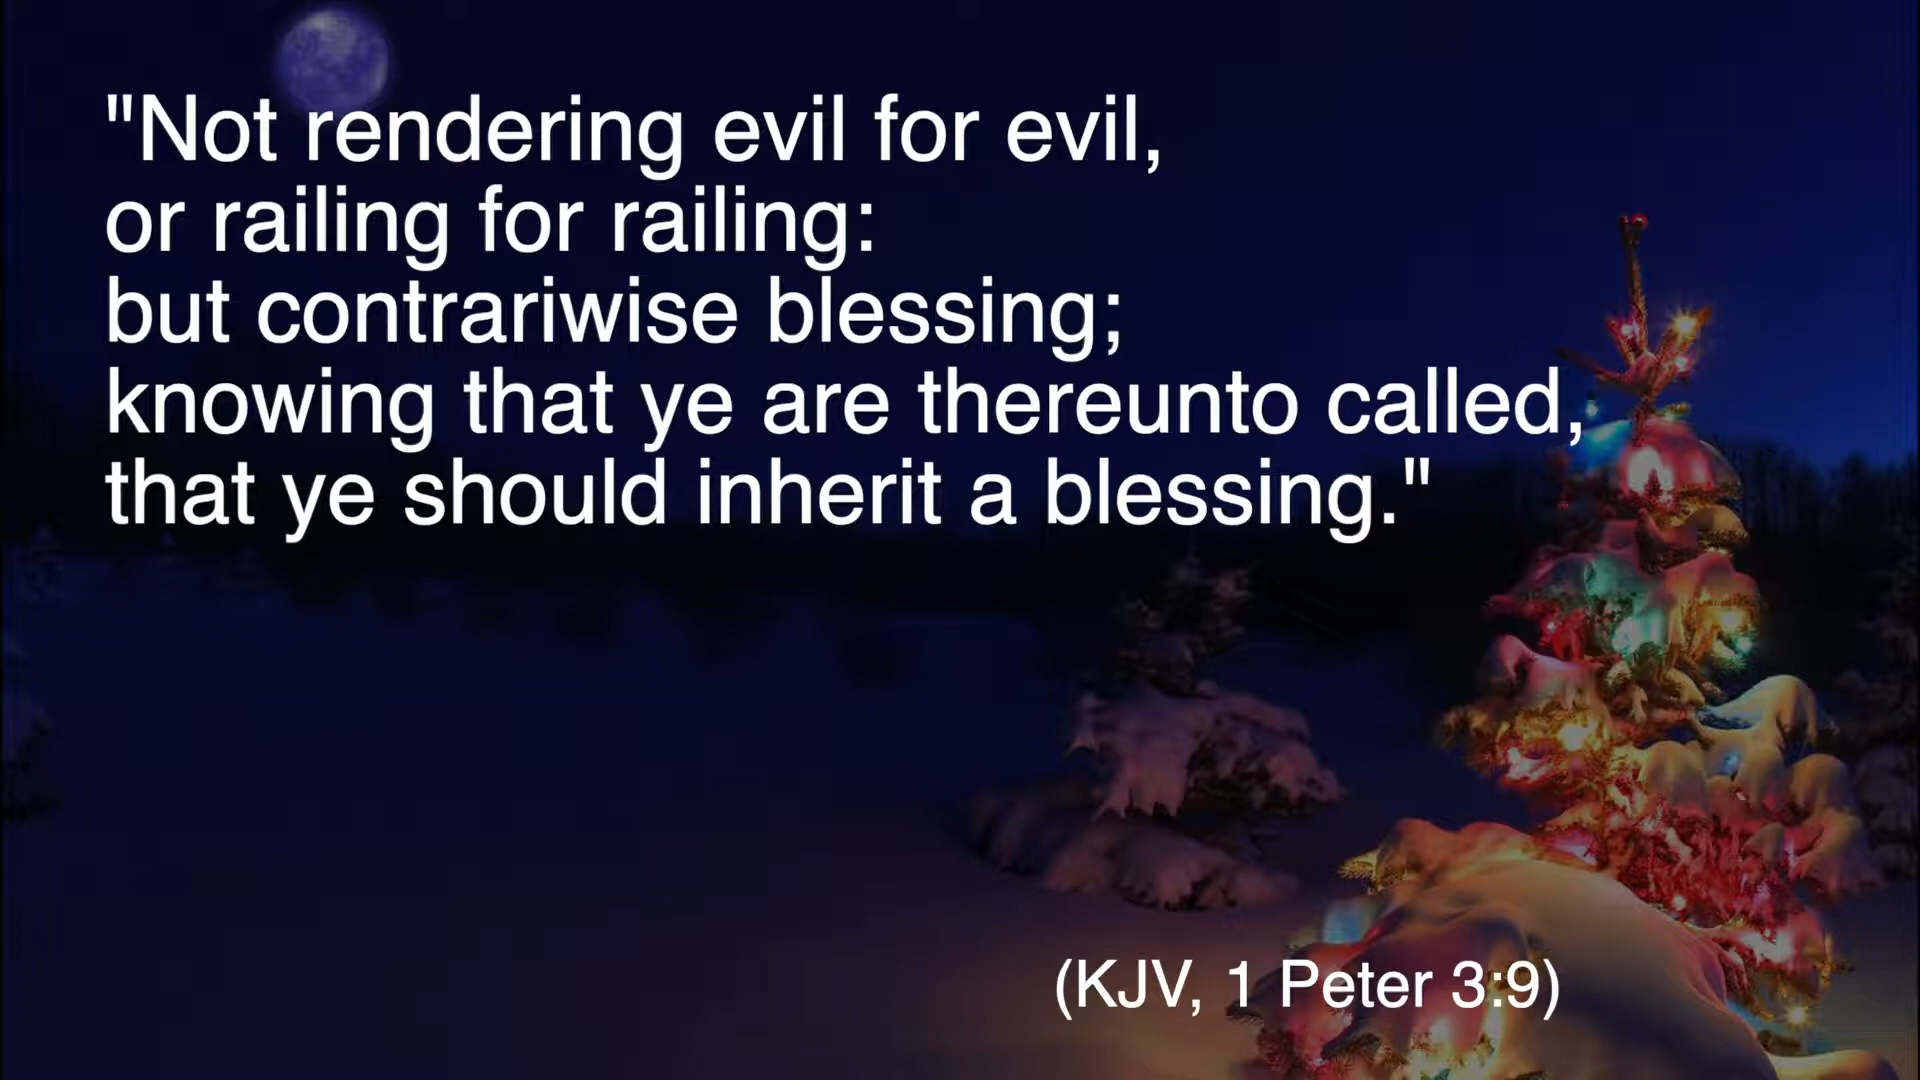 "Not rendering evil for evil,
or railing for railing:
but contrariwise blessing;
knowing that ye are thereunto called,
that ye should inherit a blessing."
(KJV, 1 Peter 3:9)